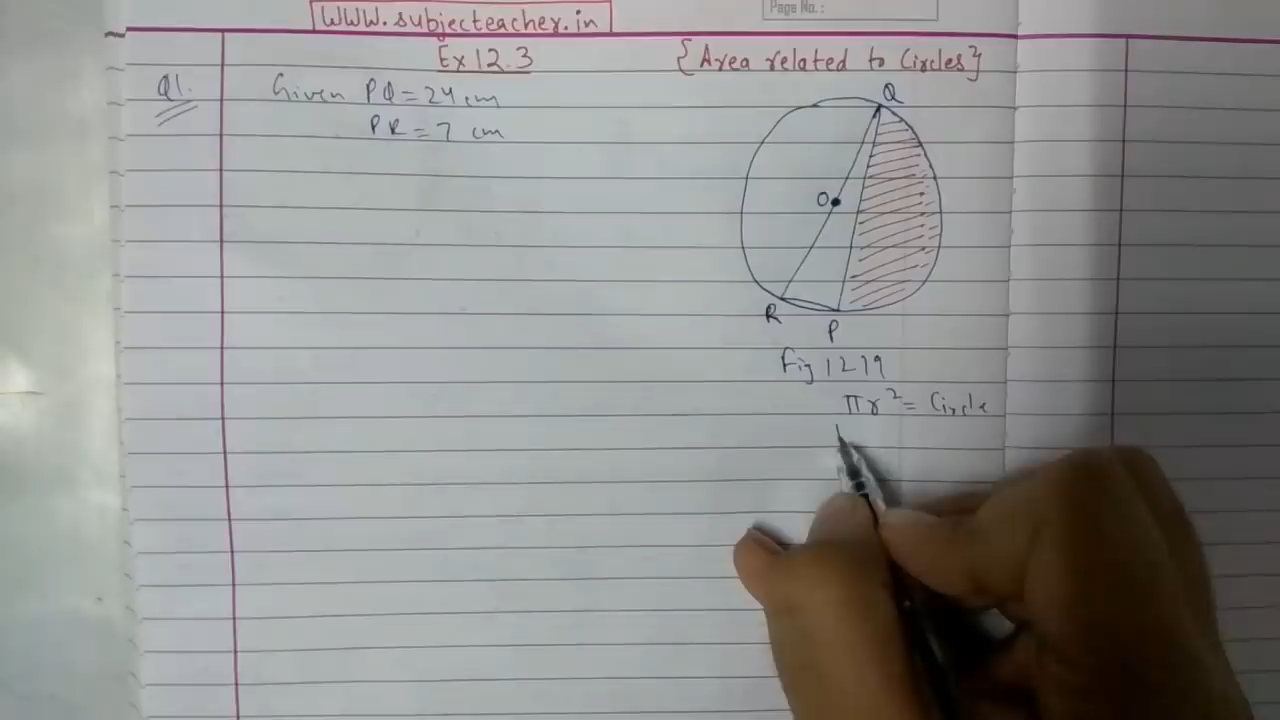 WWW.subjecteacher.in
Page No.:
Ex 12.3 {Area related to Circles}
Q1. Given PQ = 24 cm
PR = 7 cm
Q
O
R
P
Fig 12.19
πr² = Circle